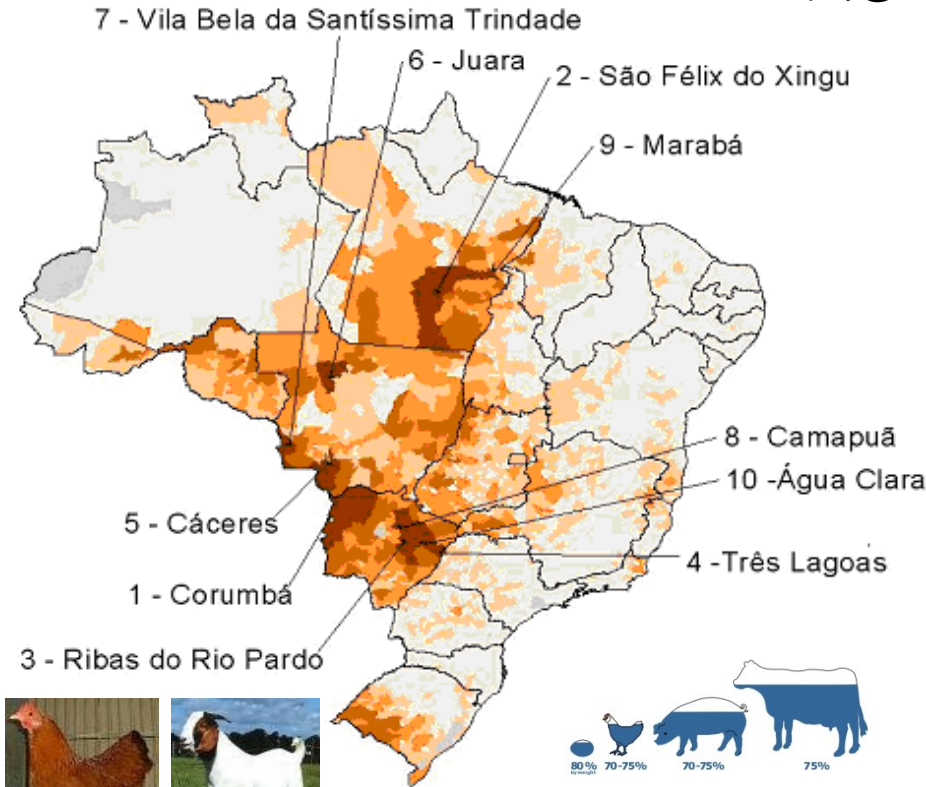 7 - Vila Bela da Santíssima Trindade
6 - Juara
2 - São Félix do Xingu
9 - Marabá
8 - Camapuã
10 -Água Clara
5 - Cáceres
4 -Três Lagoas
1 - Corumbá
3 - Ribas do Rio Pardo
80% 70-75% 70-75% 75%
by weight